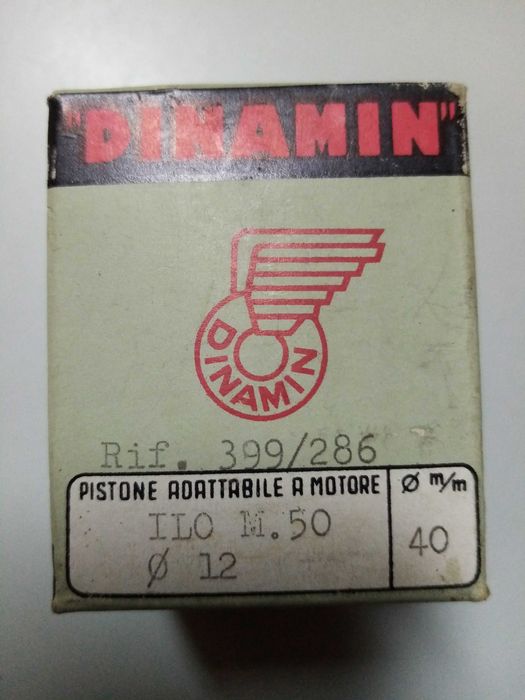 "DINAMIN"
DINAMIN
Rif. 399/286
PISTONE ADATTABILE A MOTORE
ILO M.50
Ø 12
Ø m/m
40